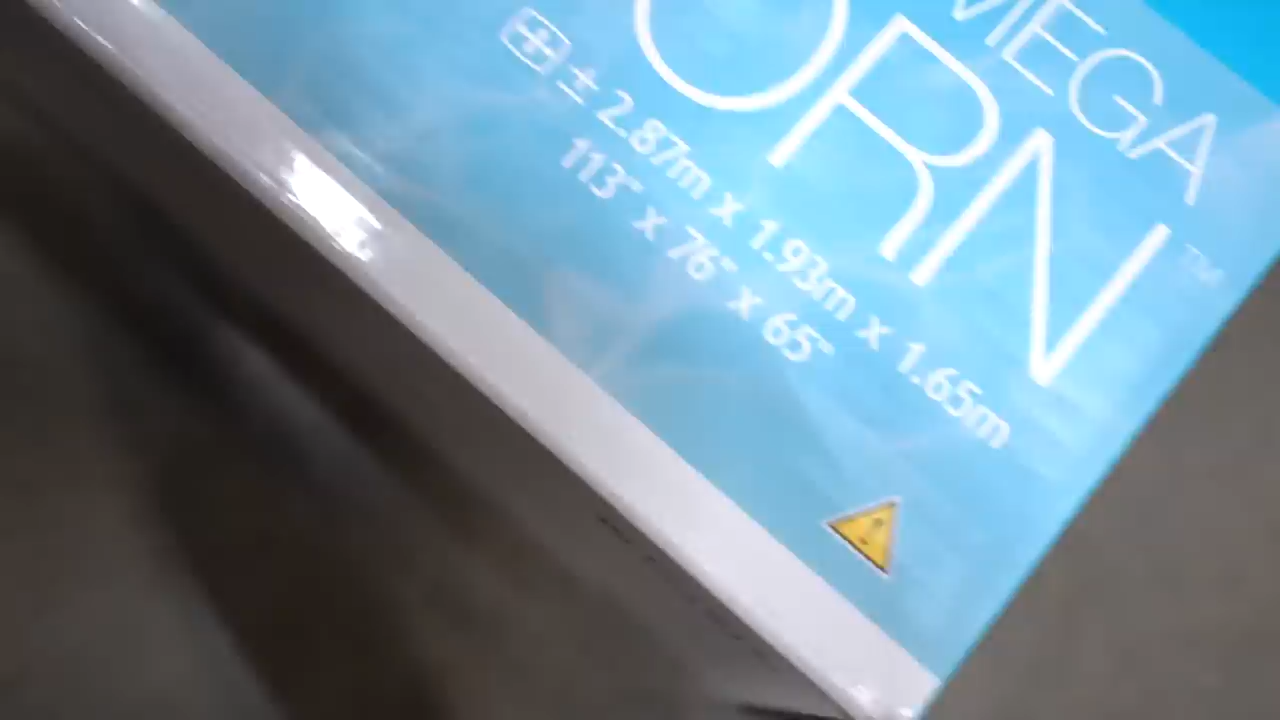 MEGA
ORN™
± 2.87m x 1.93m x 1.65m
113" x 76" x 65"